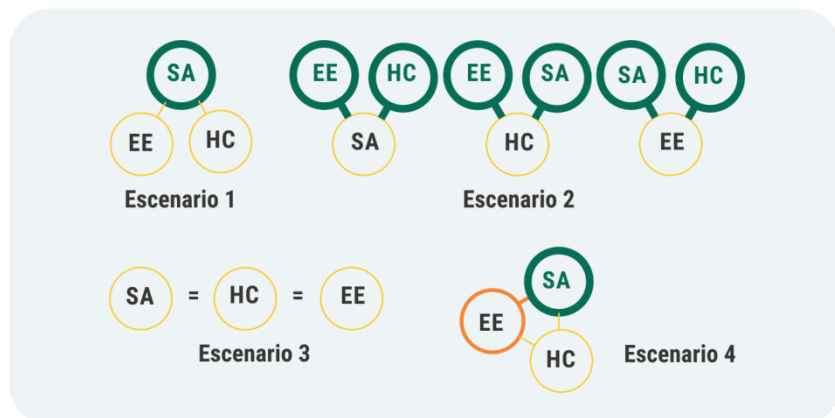 SA
EE HC
Escenario 1
EE HC EE SA SA HC
SA HC EE
Escenario 2
SA = HC = EE
Escenario 3
SA
EE
HC
Escenario 4